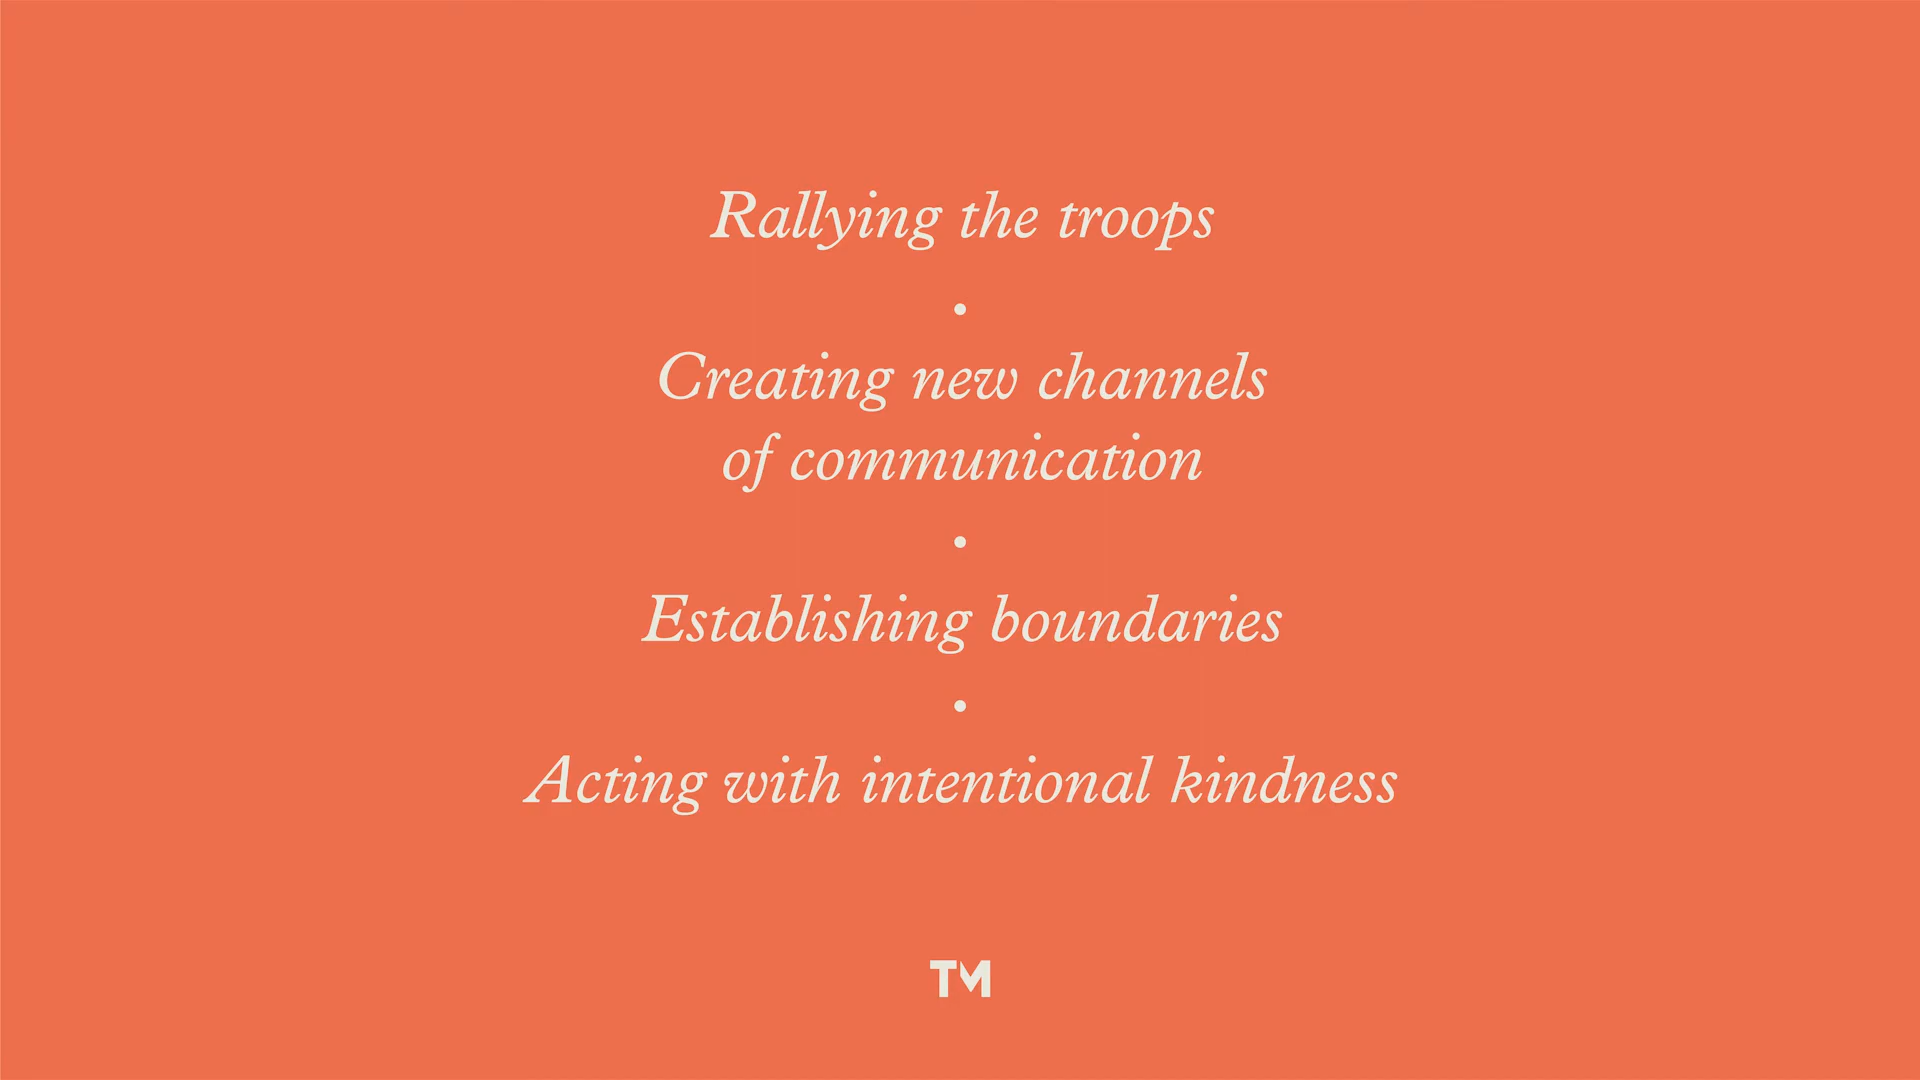 Rallying the troops
•
Creating new channels
of communication
•
Establishing boundaries
•
Acting with intentional kindness
TM